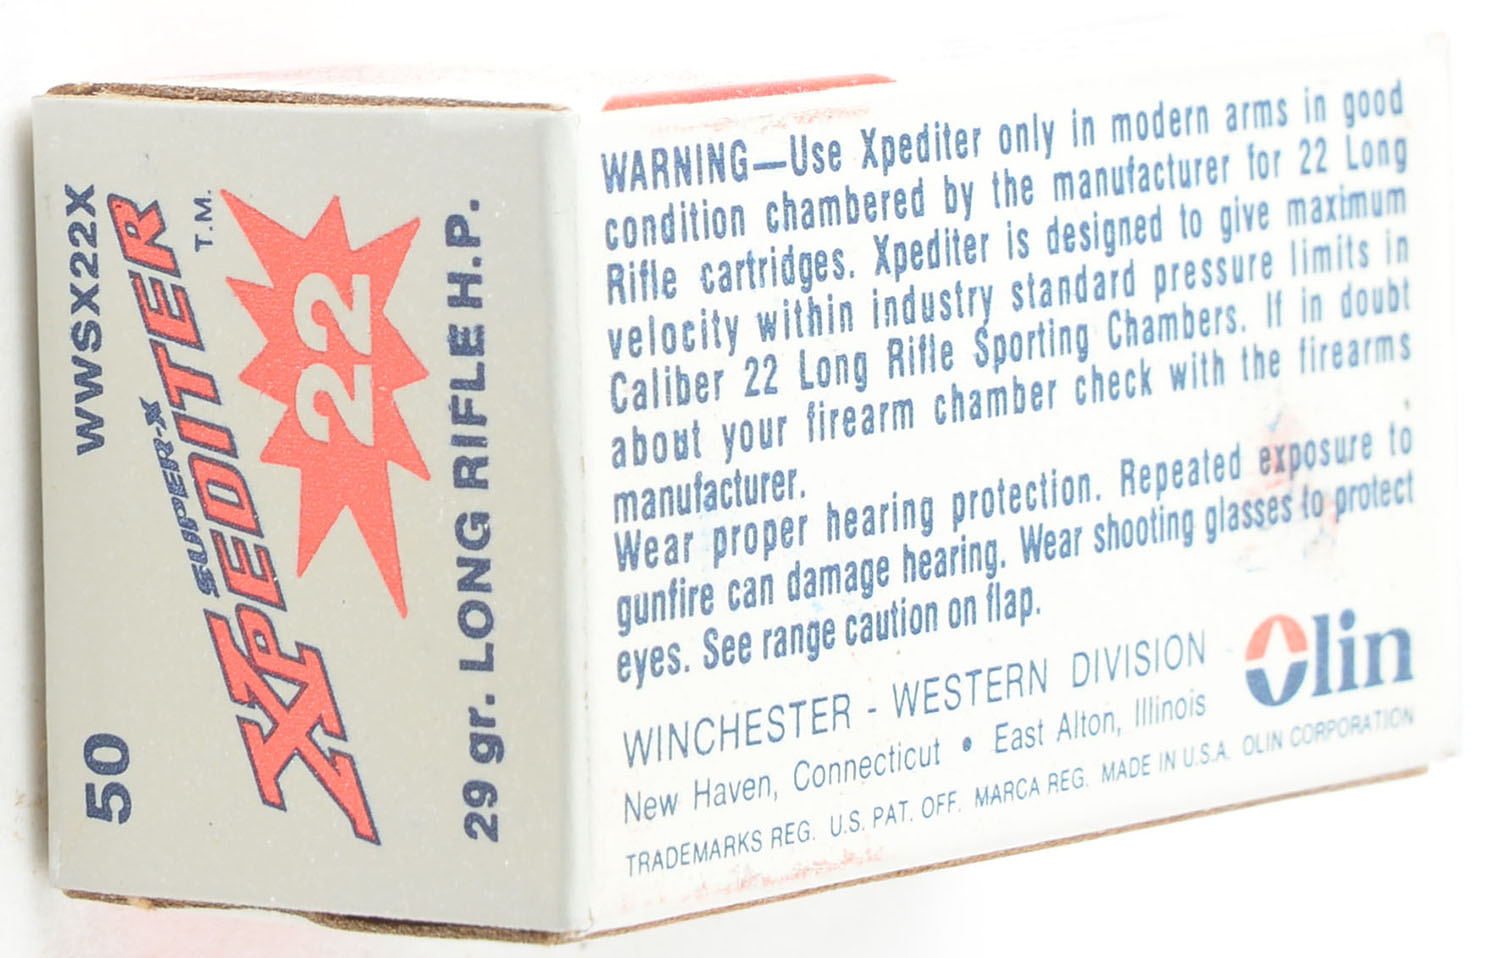 50 WWSX22X
SUPER-X
XPEDITER T.M.
22
29 gr. LONG RIFLE H.P.
WARNING—Use Xpediter only in modern arms in good
condition chambered by the manufacturer for 22 Long
Rifle cartridges. Xpediter is designed to give maximum
velocity within industry standard pressure limits in
Caliber 22 Long Rifle Sporting Chambers. If in doubt
about your firearm chamber check with the firearms
manufacturer.
Wear proper hearing protection. Repeated exposure to
gunfire can damage hearing. Wear shooting glasses to protect
eyes. See range caution on flap.
WINCHESTER - WESTERN DIVISION
New Haven, Connecticut • East Alton, Illinois
Olin
TRADEMARKS REG. U.S. PAT. OFF. MARCA REG. MADE IN U.S.A. OLIN CORPORATION